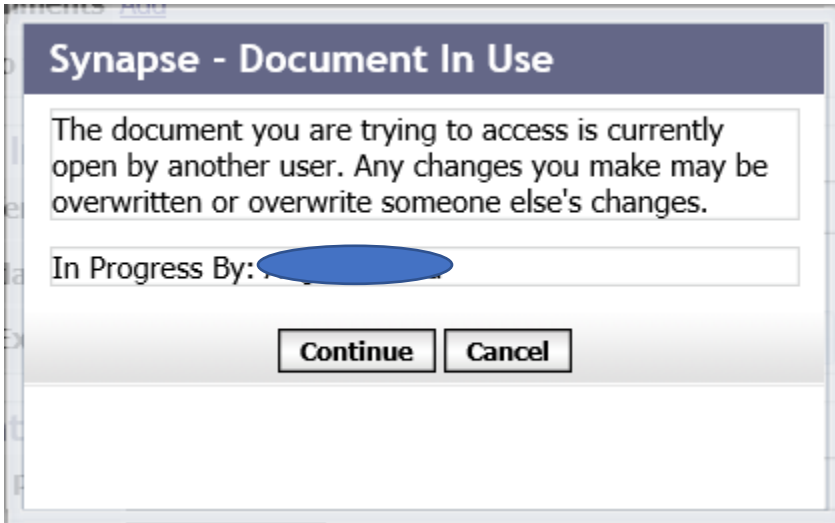 Add
Synapse - Document In Use
The document you are trying to access is currently
open by another user. Any changes you make may be
overwritten or overwrite someone else's changes.
In Progress By:
Continue
Cancel